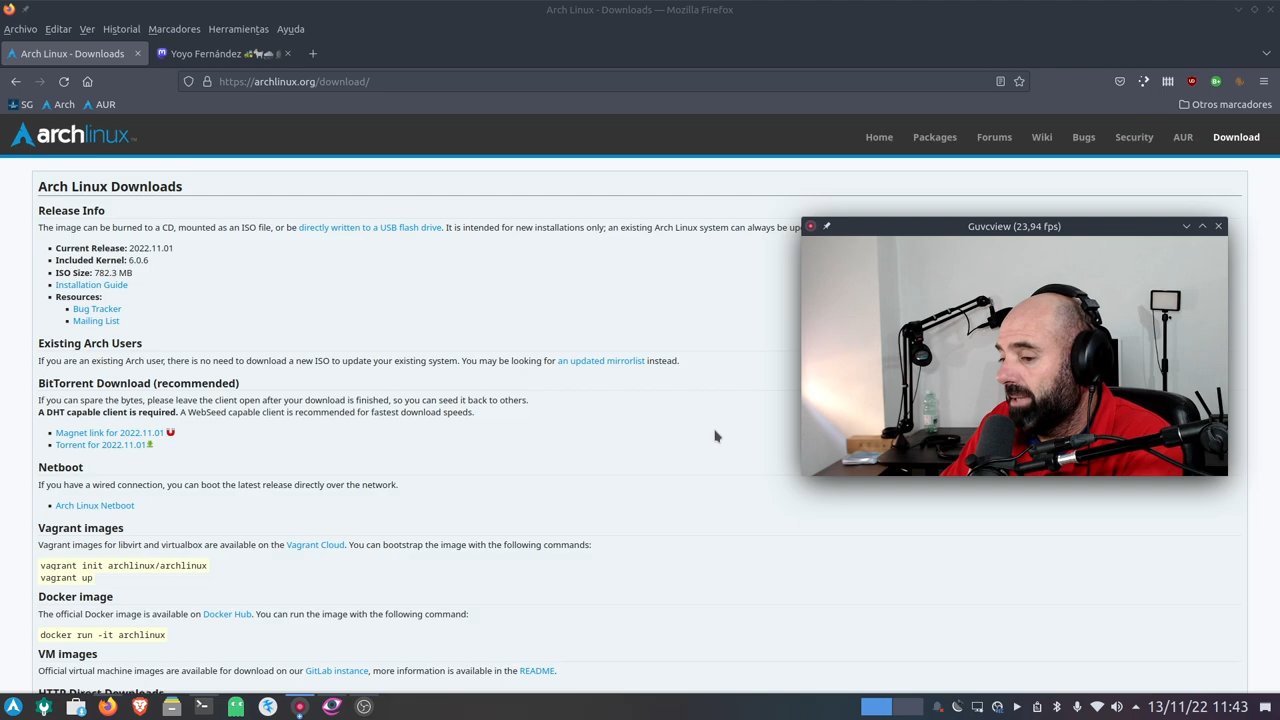 Arch Linux - Downloads — Mozilla Firefox
Archivo Editar Ver Historial Marcadores Herramientas Ayuda
Arch Linux - Downloads
Yoyo Fernández
https://archlinux.org/download/
SG Arch AUR
Otros marcadores
archlinux
Home Packages Forums Wiki Bugs Security AUR Download
Arch Linux Downloads
Release Info
The image can be burned to a CD, mounted as an ISO file, or be directly written to a USB flash drive. It is intended for new installations only; an existing Arch Linux system can always be
Current Release: 2022.11.01
Included Kernel: 6.0.6
ISO Size: 782.3 MB
Installation Guide
Resources:
Bug Tracker
Mailing List
Existing Arch Users
If you are an existing Arch user, there is no need to download a new ISO to update your existing system. You may be looking for an updated mirrorlist instead.
BitTorrent Download (recommended)
If you can spare the bytes, please leave the client open after your download is finished, so you can seed it back to others.
A DHT capable client is required. A WebSeed capable client is recommended for fastest download speeds.
Magnet link for 2022.11.01
Torrent for 2022.11.01
Netboot
If you have a wired connection, you can boot the latest release directly over the network.
Arch Linux Netboot
Vagrant images
Vagrant images for libvirt and virtualbox are available on the Vagrant Cloud. You can bootstrap the image with the following commands:
vagrant init archlinux/archlinux
vagrant up
Docker image
The official Docker image is available on Docker Hub. You can run the image with the following command:
docker run -it archlinux
VM images
Official virtual machine images are available for download on our GitLab instance, more information is available in the README.
HTTP Direct Downloads
Guvcview (23,94 fps)
13/11/22 11:43